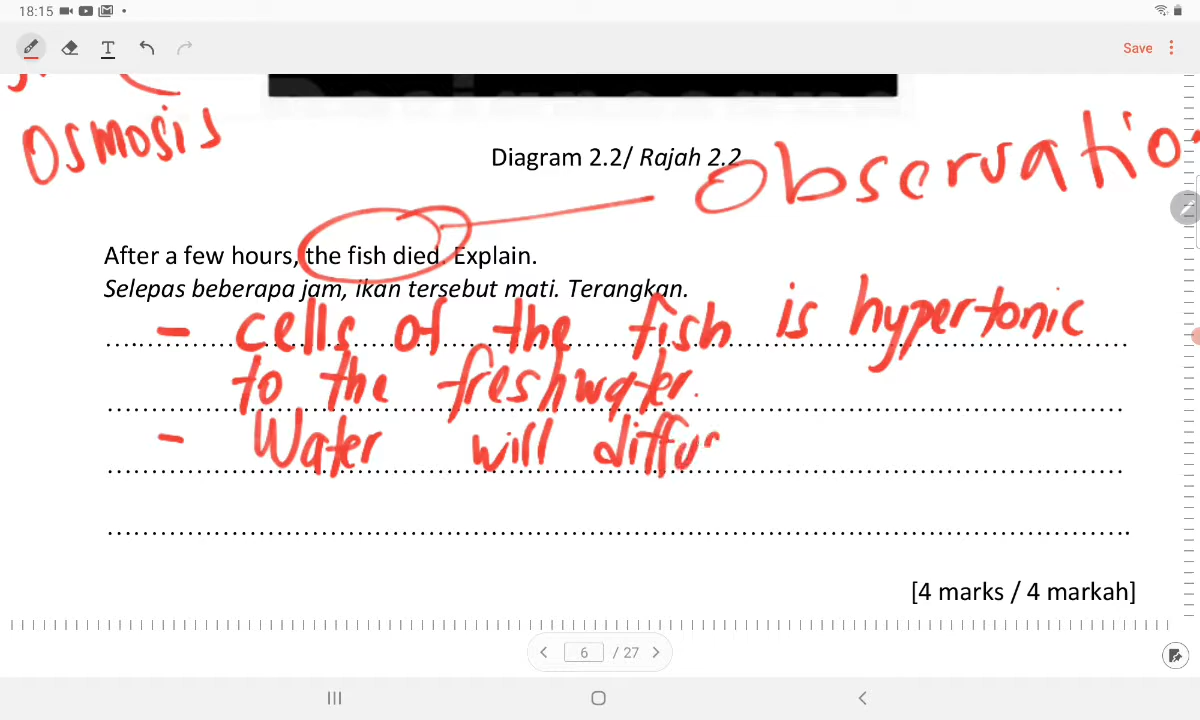 18:15
Save
Osmosis
Diagram 2.2/ Rajah 2.2
Observatio
After a few hours, the fish died. Explain.
Selepas beberapa jam, ikan tersebut mati. Terangkan.
- cells of the fish is hypertonic
to the freshwater.
- Water will diffu
[4 marks / 4 markah]
6 / 27